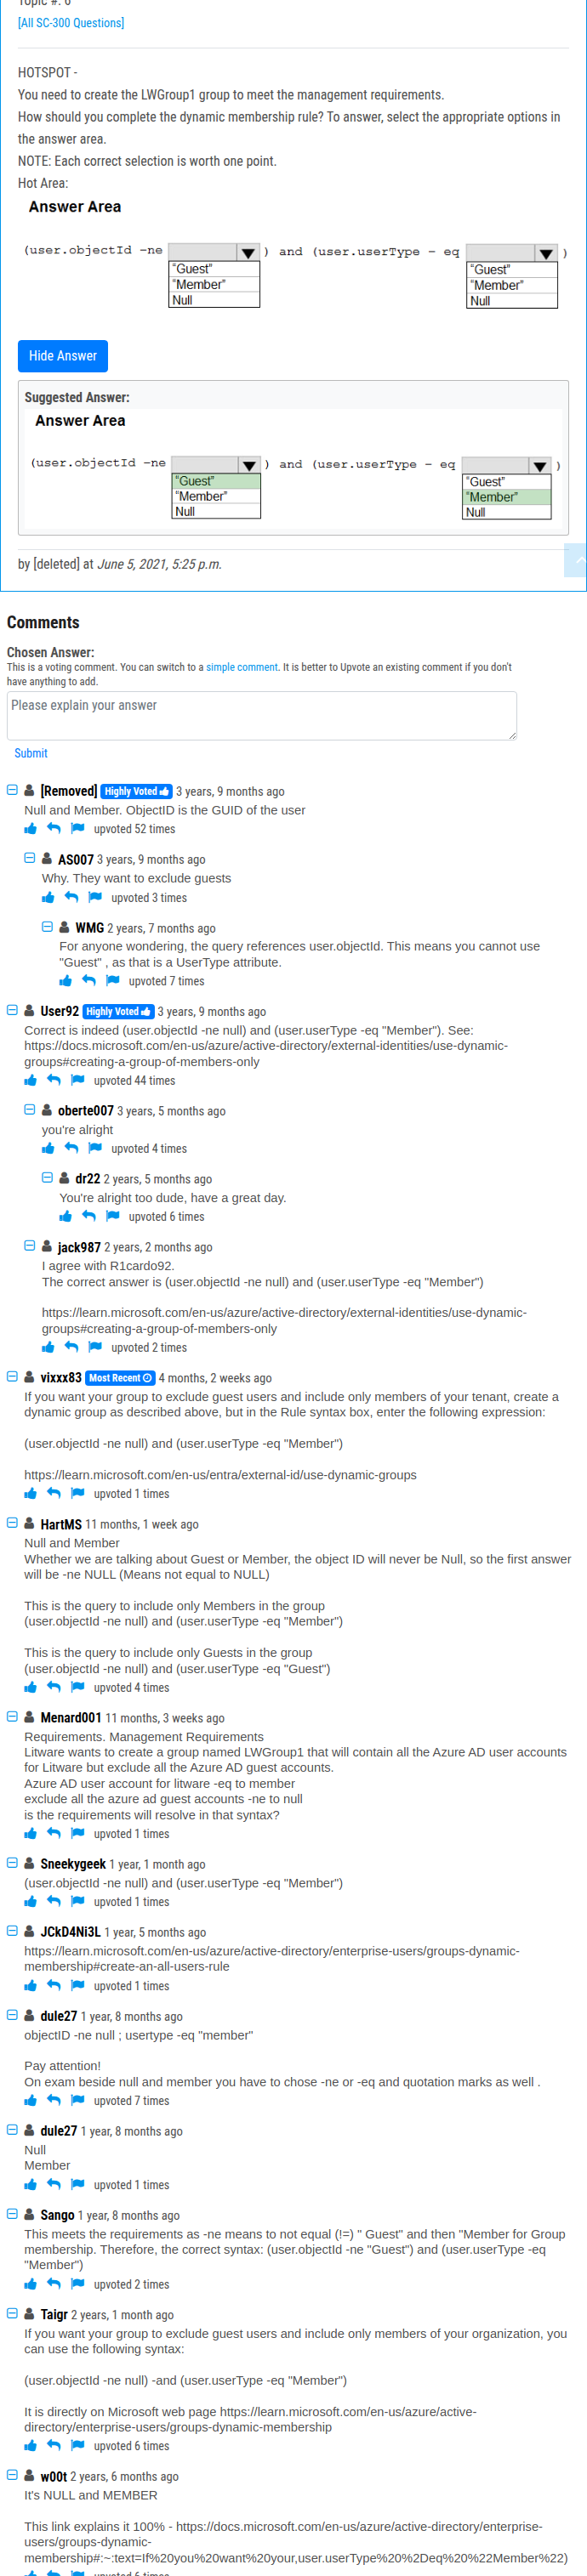 Topic #: 6
[All SC-300 Questions]
HOTSPOT -
You need to create the LWGroup1 group to meet the management requirements.
How should you complete the dynamic membership rule? To answer, select the appropriate options in
the answer area.
NOTE: Each correct selection is worth one point.
Hot Area:
Answer Area
(user.objectId -ne ) and (user.userType - eq )
"Guest" "Guest"
"Member" "Member"
Null Null
Hide Answer
Suggested Answer:
Answer Area
(user.objectId -ne ) and (user.userType - eq )
"Guest" "Guest"
"Member" "Member"
Null Null
by [deleted] at June 5, 2021, 5:25 p.m.
Comments
Chosen Answer:
This is a voting comment. You can switch to a simple comment. It is better to Upvote an existing comment if you don't
have anything to add.
Please explain your answer
Submit
[Removed] Highly Voted 3 years, 9 months ago
Null and Member. ObjectID is the GUID of the user
upvoted 52 times
AS007 3 years, 9 months ago
Why. They want to exclude guests
upvoted 3 times
WMG 2 years, 7 months ago
For anyone wondering, the query references user.objectId. This means you cannot use
"Guest" , as that is a UserType attribute.
upvoted 7 times
User92 Highly Voted 3 years, 9 months ago
Correct is indeed (user.objectId -ne null) and (user.userType -eq "Member"). See:
https://docs.microsoft.com/en-us/azure/active-directory/external-identities/use-dynamic-
groups#creating-a-group-of-members-only
upvoted 44 times
oberte007 3 years, 5 months ago
you're alright
upvoted 4 times
dr22 2 years, 5 months ago
You're alright too dude, have a great day.
upvoted 6 times
jack987 2 years, 2 months ago
I agree with R1cardo92.
The correct answer is (user.objectId -ne null) and (user.userType -eq "Member")
https://learn.microsoft.com/en-us/azure/active-directory/external-identities/use-dynamic-
groups#creating-a-group-of-members-only
upvoted 2 times
vixxx83 Most Recent 4 months, 2 weeks ago
If you want your group to exclude guest users and include only members of your tenant, create a
dynamic group as described above, but in the Rule syntax box, enter the following expression:
(user.objectId -ne null) and (user.userType -eq "Member")
https://learn.microsoft.com/en-us/entra/external-id/use-dynamic-groups
upvoted 1 times
HartMS 11 months, 1 week ago
Null and Member
Whether we are talking about Guest or Member, the object ID will never be Null, so the first answer
will be -ne NULL (Means not equal to NULL)
This is the query to include only Members in the group
(user.objectId -ne null) and (user.userType -eq "Member")
This is the query to include only Guests in the group
(user.objectId -ne null) and (user.userType -eq "Guest")
upvoted 4 times
Menard001 11 months, 3 weeks ago
Requirements. Management Requirements
Litware wants to create a group named LWGroup1 that will contain all the Azure AD user accounts
for Litware but exclude all the Azure AD guest accounts.
Azure AD user account for litware -eq to member
exclude all the azure ad guest accounts -ne to null
is the requirements will resolve in that syntax?
upvoted 1 times
Sneekygeek 1 year, 1 month ago
(user.objectId -ne null) and (user.userType -eq "Member")
upvoted 1 times
JCkD4Ni3L 1 year, 5 months ago
https://learn.microsoft.com/en-us/azure/active-directory/enterprise-users/groups-dynamic-
membership#create-an-all-users-rule
upvoted 1 times
dule27 1 year, 8 months ago
objectID -ne null ; usertype -eq "member"
Pay attention!
On exam beside null and member you have to chose -ne or -eq and quotation marks as well .
upvoted 7 times
dule27 1 year, 8 months ago
Null
Member
upvoted 1 times
Sango 1 year, 8 months ago
This meets the requirements as -ne means to not equal (!=) " Guest" and then "Member for Group
membership. Therefore, the correct syntax: (user.objectId -ne "Guest") and (user.userType -eq
"Member")
upvoted 2 times
Taigr 2 years, 1 month ago
If you want your group to exclude guest users and include only members of your organization, you
can use the following syntax:
(user.objectId -ne null) -and (user.userType -eq "Member")
It is directly on Microsoft web page https://learn.microsoft.com/en-us/azure/active-
directory/enterprise-users/groups-dynamic-membership
upvoted 6 times
w00t 2 years, 6 months ago
It's NULL and MEMBER
This link explains it 100% - https://docs.microsoft.com/en-us/azure/active-directory/enterprise-
users/groups-dynamic-
membership#:~:text=If%20you%20want%20your,user.userType%20%2Deq%20%22Member%22)
upvoted 6 times